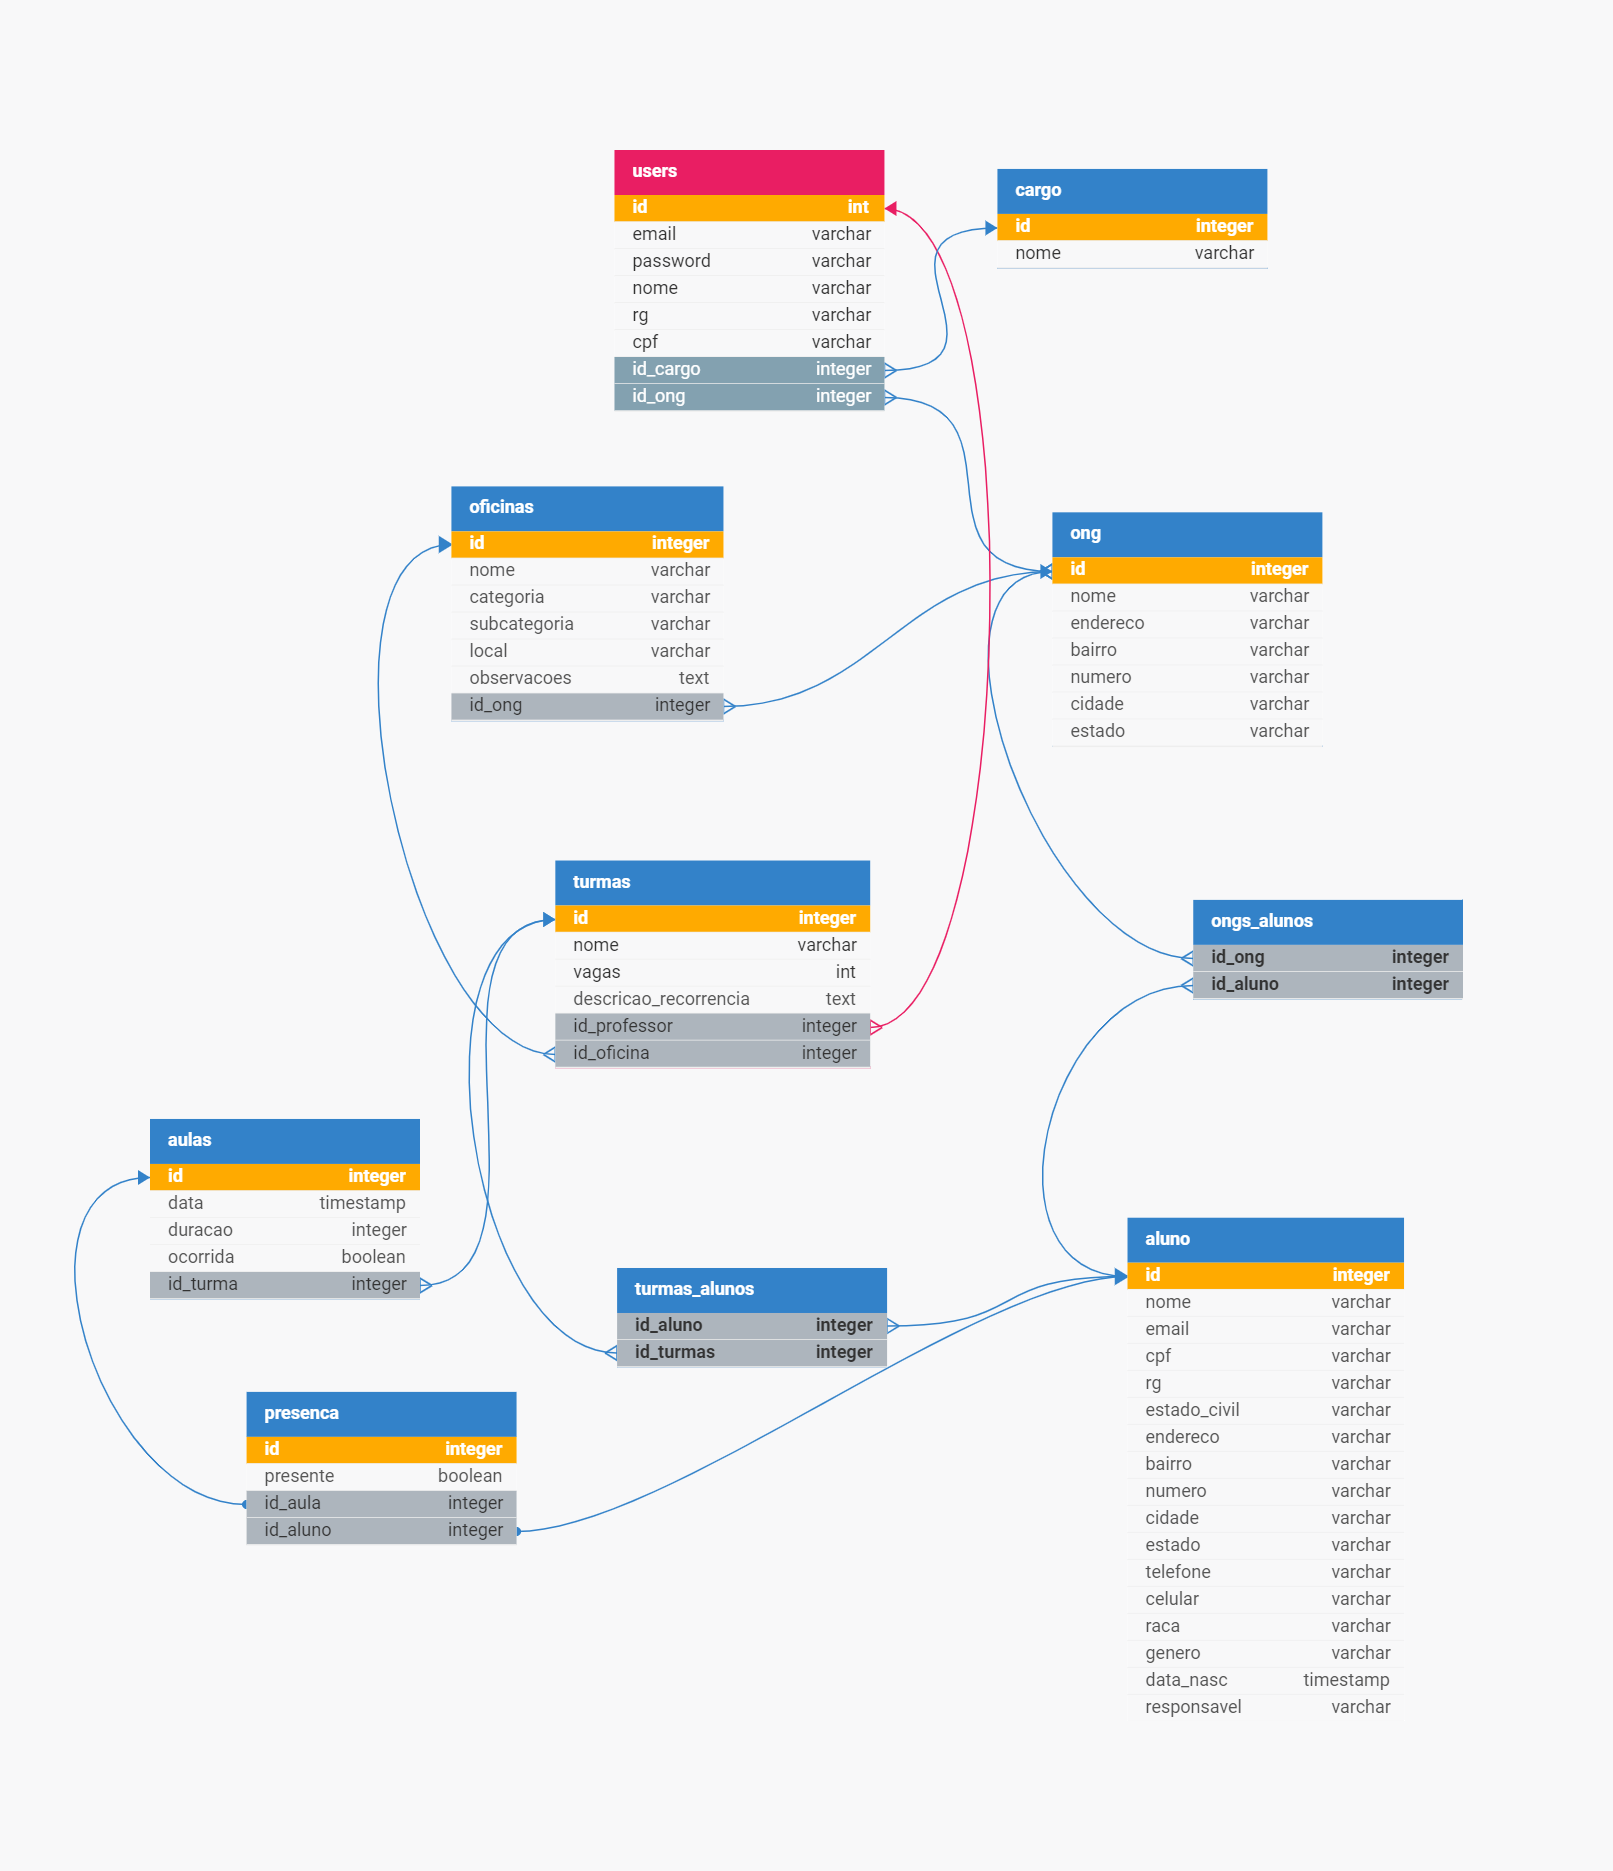 users
id int
email varchar
password varchar
nome varchar
rg varchar
cpf varchar
id_cargo integer
id_ong integer
cargo
id integer
nome varchar
oficinas
id integer
nome varchar
categoria varchar
subcategoria varchar
local varchar
observacoes text
id_ong integer
ong
id integer
nome varchar
endereco varchar
bairro varchar
numero varchar
cidade varchar
estado varchar
turmas
id integer
nome varchar
vagas int
descricao_recorrencia text
id_professor integer
id_oficina integer
ongs_alunos
id_ong integer
id_aluno integer
aulas
id integer
data timestamp
duracao integer
ocorrida boolean
id_turma integer
turmas_alunos
id_aluno integer
id_turmas integer
aluno
id integer
nome varchar
email varchar
cpf varchar
rg varchar
estado_civil varchar
endereco varchar
bairro varchar
numero varchar
cidade varchar
estado varchar
telefone varchar
celular varchar
raca varchar
genero varchar
data_nasc timestamp
responsavel varchar
presenca
id integer
presente boolean
id_aula integer
id_aluno integer